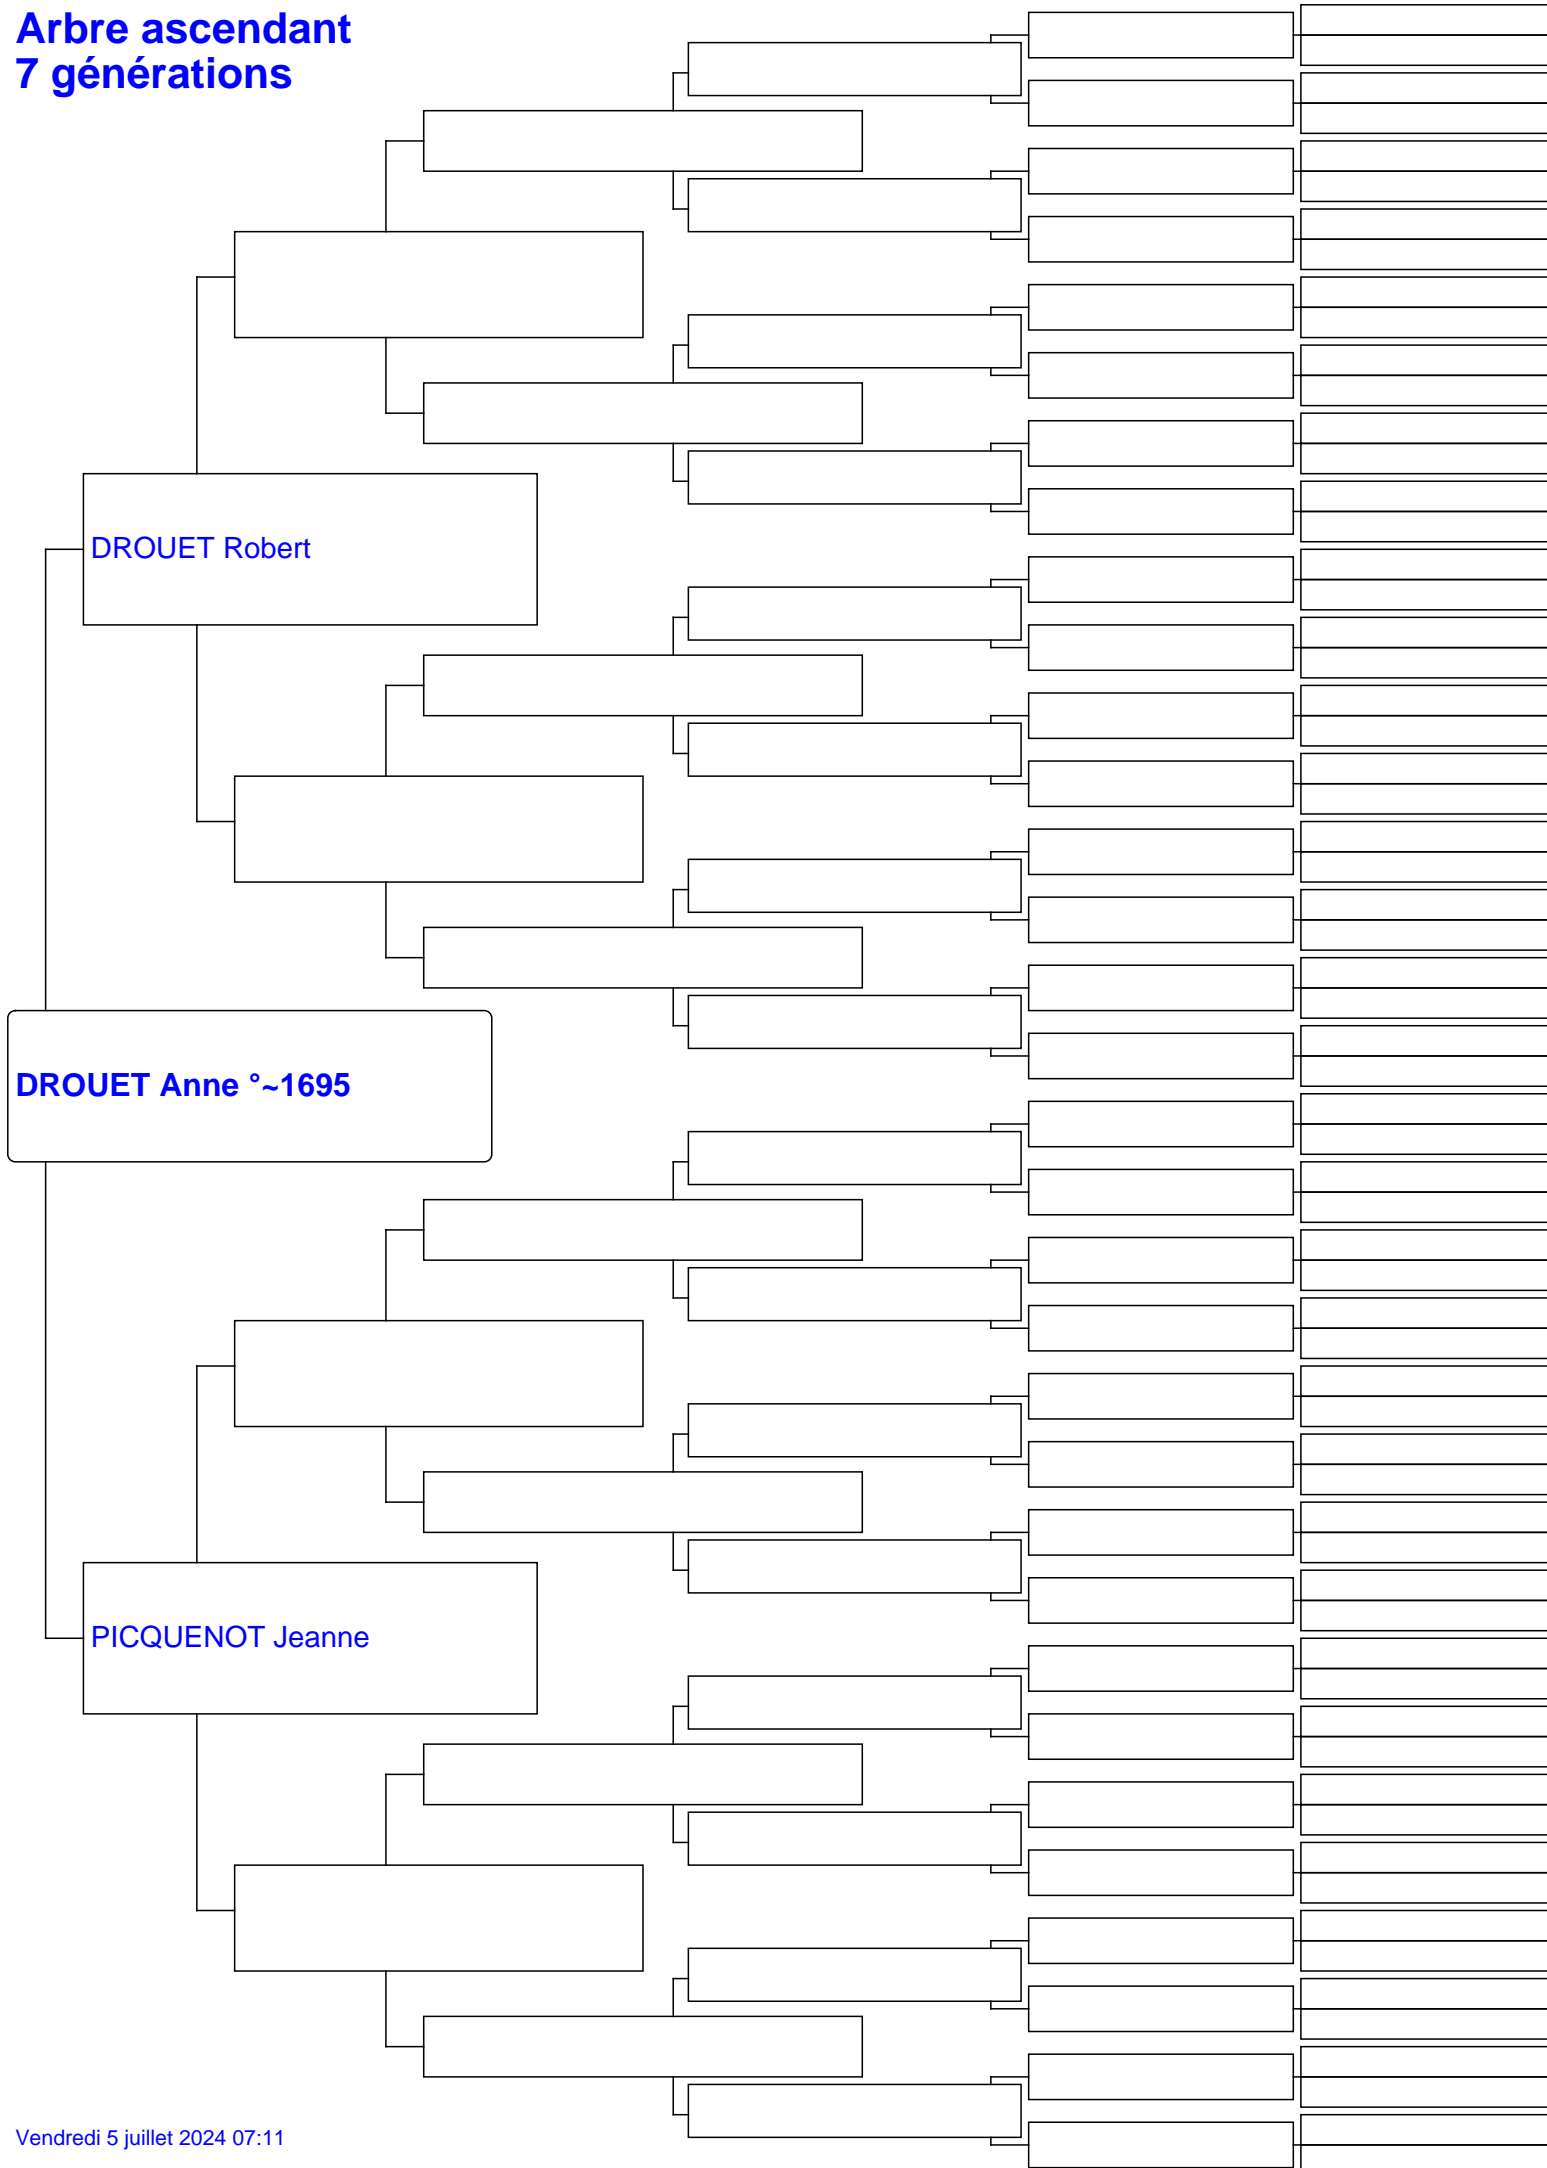 Arbre ascendant
7 générations
DROUET Robert
DROUET Anne °~1695
PICQUENOT Jeanne
Vendredi 5 juillet 2024 07:11